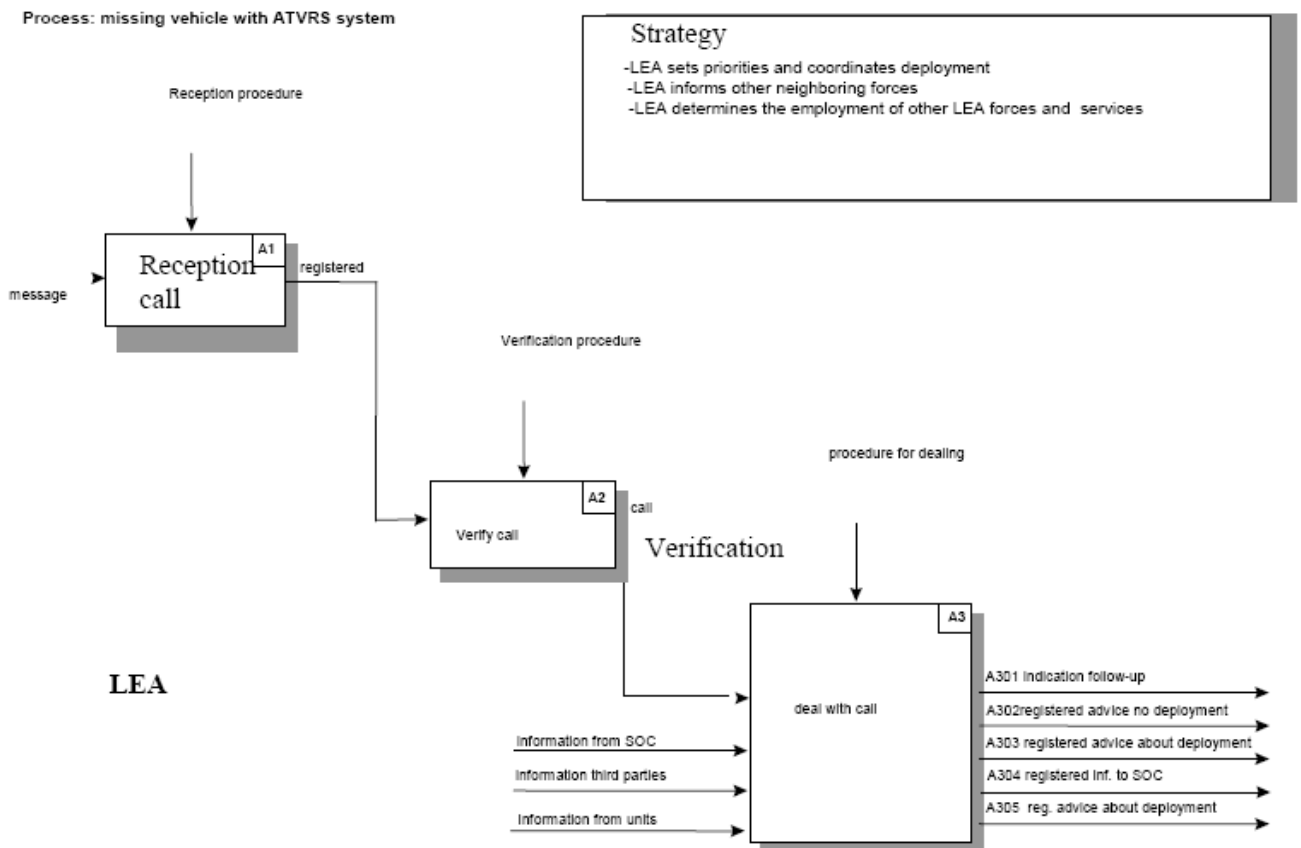 Process: missing vehicle with ATVRS system
Strategy
-LEA sets priorities and coordinates deployment
-LEA informs other neighboring forces
-LEA determines the employment of other LEA forces and services
Reception procedure
A1
Reception
call
registered
message
Verification procedure
A2
call
Verify call
Verification
procedure for dealing
A3
LEA
deal with call
A301 indication follow-up
A302registered advice no deployment
Information from SOC
A303 registered advice about deployment
Information third parties
A304 registered inf. to SOC
Information from units
A305 reg. advice about deployment